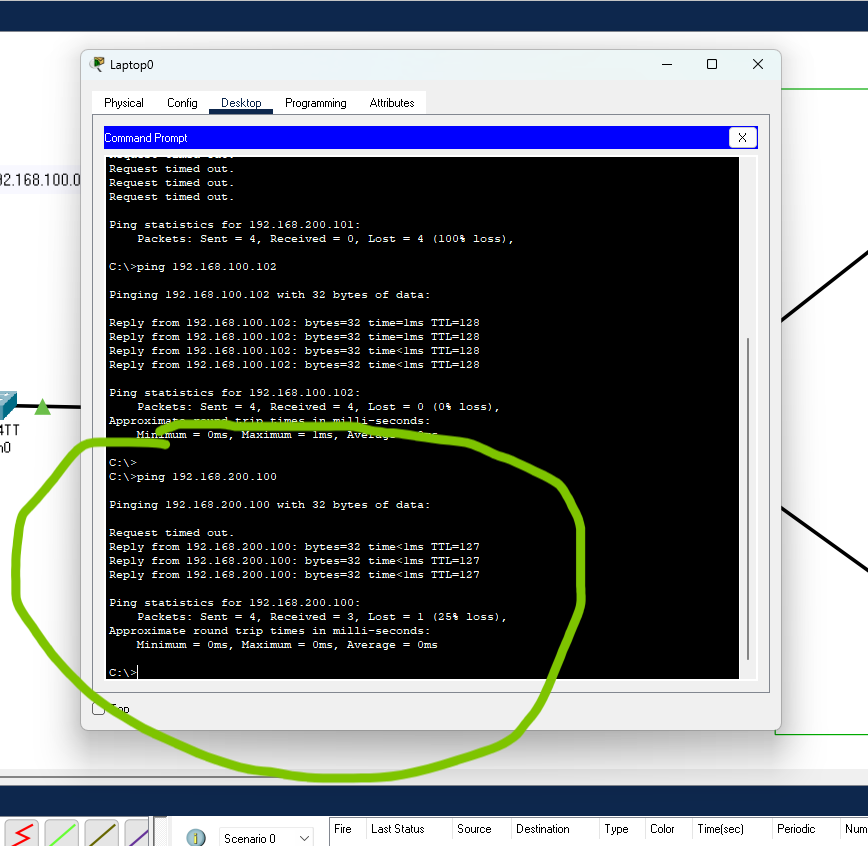 Laptop0
Physical Config Desktop Programming Attributes
Command Prompt
X
Request timed out.
Request timed out.
Request timed out.
Request timed out.
Ping statistics for 192.168.200.101:
Packets: Sent = 4, Received = 0, Lost = 4 (100% loss),
C:\>ping 192.168.100.102
Pinging 192.168.100.102 with 32 bytes of data:
Reply from 192.168.100.102: bytes=32 time=1ms TTL=128
Reply from 192.168.100.102: bytes=32 time=1ms TTL=128
Reply from 192.168.100.102: bytes=32 time<1ms TTL=128
Reply from 192.168.100.102: bytes=32 time<1ms TTL=128
Ping statistics for 192.168.100.102:
Packets: Sent = 4, Received = 4, Lost = 0 (0% loss),
Approximate round trip times in milli-seconds:
Minimum = 0ms, Maximum = 1ms, Average = 0ms
C:\>
C:\>ping 192.168.200.100
Pinging 192.168.200.100 with 32 bytes of data:
Request timed out.
Reply from 192.168.200.100: bytes=32 time<1ms TTL=127
Reply from 192.168.200.100: bytes=32 time<1ms TTL=127
Reply from 192.168.200.100: bytes=32 time<1ms TTL=127
Ping statistics for 192.168.200.100:
Packets: Sent = 4, Received = 3, Lost = 1 (25% loss),
Approximate round trip times in milli-seconds:
Minimum = 0ms, Maximum = 0ms, Average = 0ms
C:\>
Top
92.168.100.0
4TT
n0
Scenario 0
Fire Last Status Source Destination Type Color Time(sec) Periodic Num